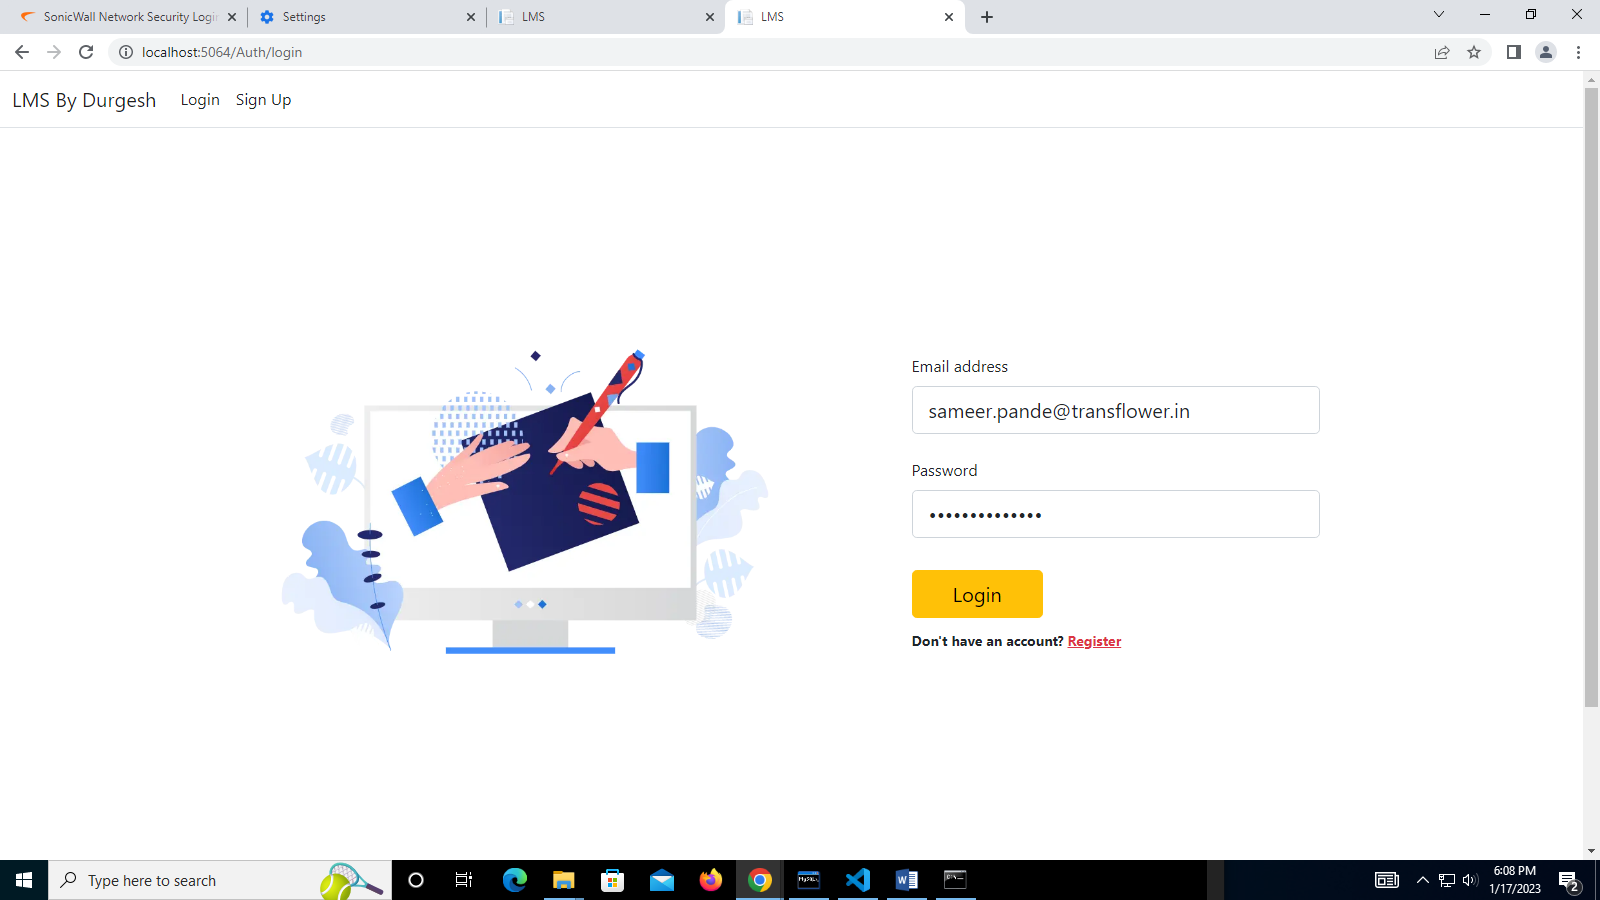 SonicWall Network Security Login
Settings
LMS
LMS
localhost:5064/Auth/login
LMS By Durgesh
Login
Sign Up
Email address
sameer.pande@transflower.in
Password
••••••••••••••
Login
Don't have an account? Register
Type here to search
MySQL
6:08 PM
1/17/2023
2